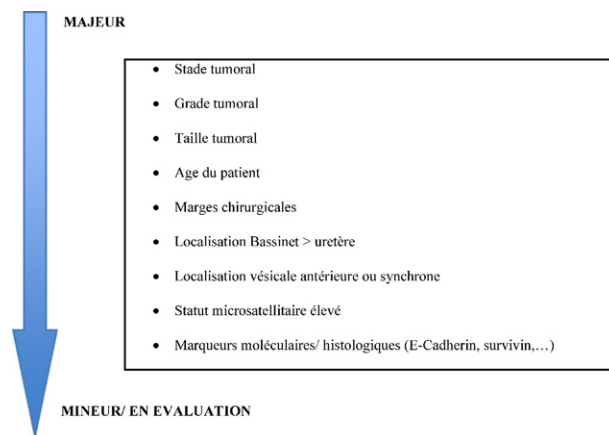 MAJEUR
• Stade tumoral
• Grade tumoral
• Taille tumoral
• Age du patient
• Marges chirurgicales
• Localisation Bassinet > uretère
• Localisation vésicale antérieure ou synchrone
• Statut microsatellitaire élevé
• Marqueurs moléculaires/ histologiques (E-Cadherin, survivin,…)
MINEUR/ EN EVALUATION